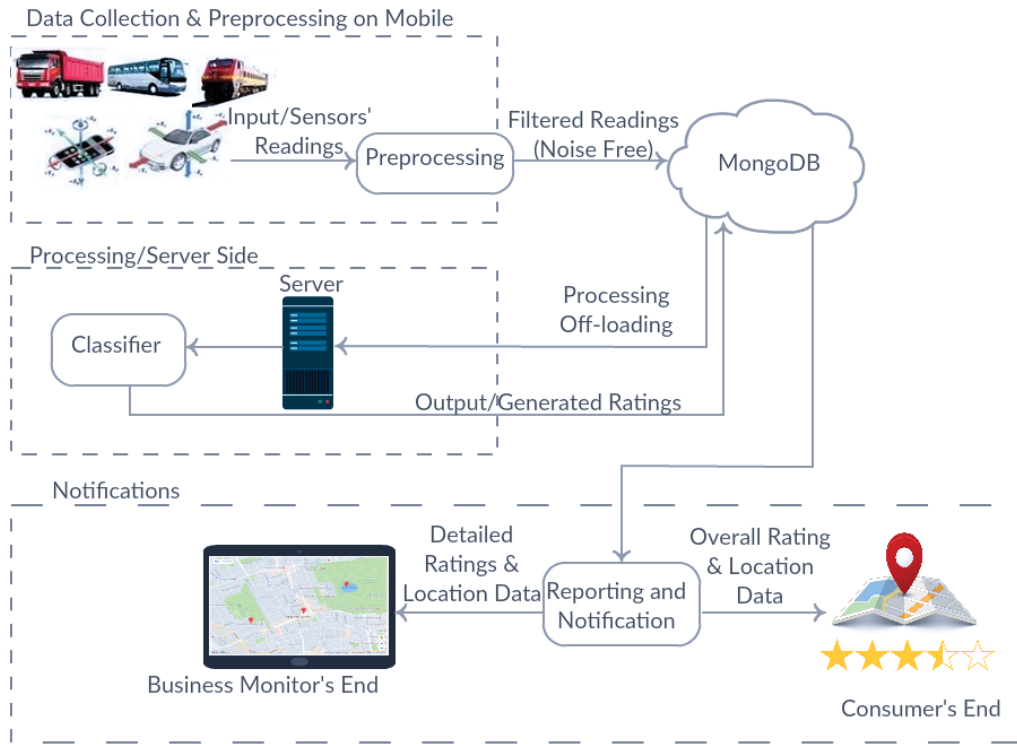 Data Collection & Preprocessing on Mobile
Input/Sensors'
Readings
Preprocessing
Filtered Readings
(Noise Free)
MongoDB
Processing/Server Side
Server
Classifier
Processing
Off-loading
Output/Generated Ratings
Notifications
Detailed
Ratings &
Location Data
Reporting and
Notification
Overall Rating
& Location
Data
Business Monitor's End
Consumer's End